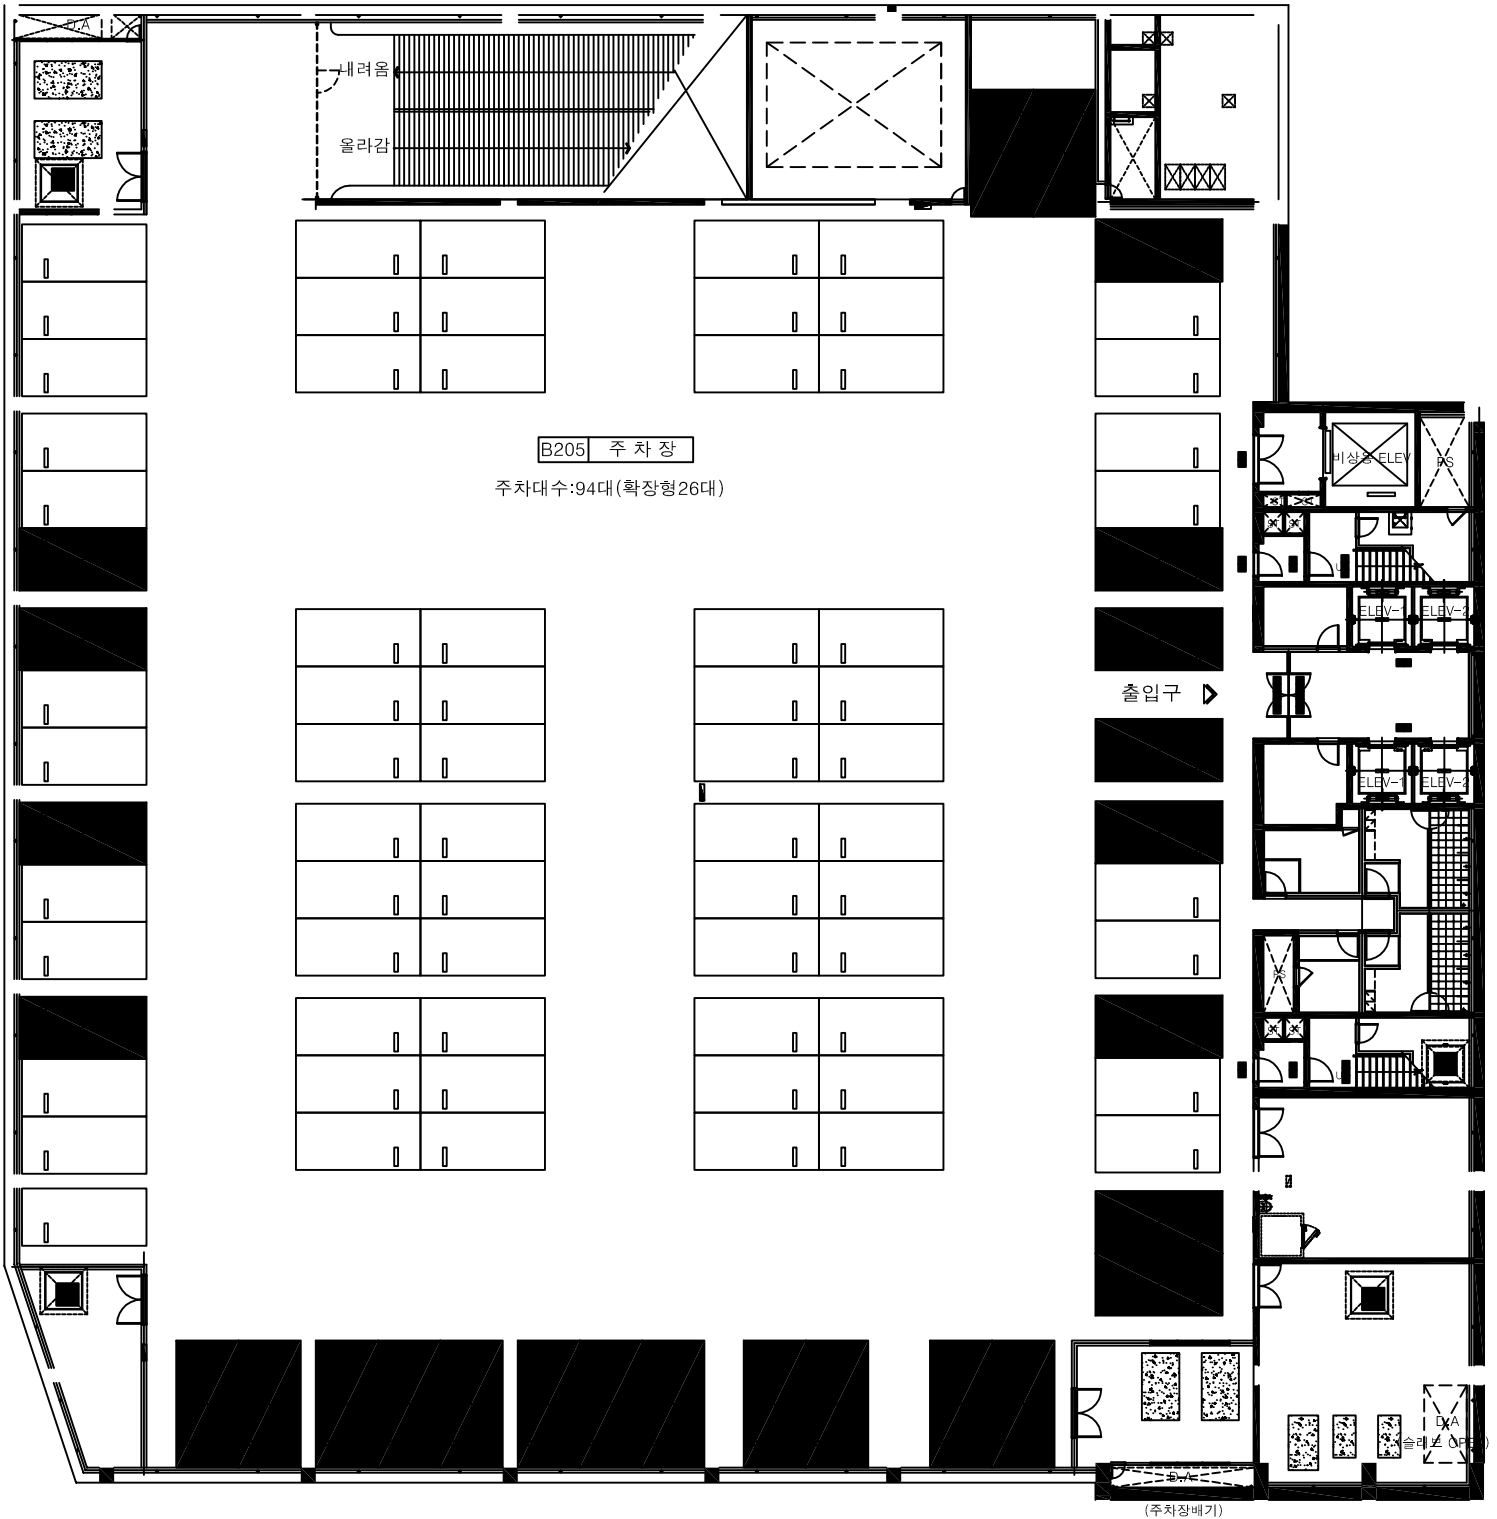 D.A
내려옴
올라감
B205 주 차 장
주차대수:94대(확장형26대)
비상용 ELEV
PS
ELEV-1
ELEV-2
출입구
ELEV-1
ELEV-2
PS
D.A
D.A
(주차장배기)